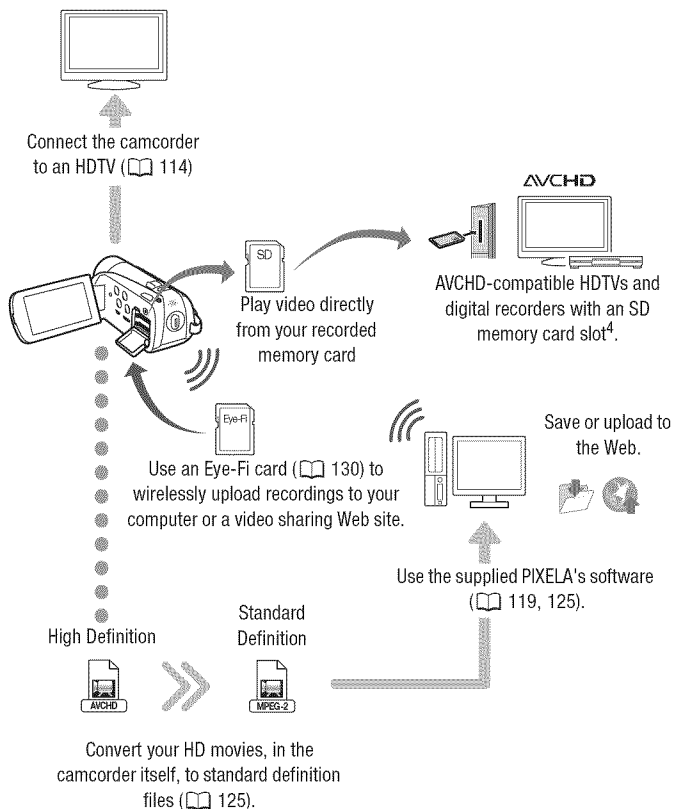 Connect the camcorder
to an HDTV (114)
AVCHD
SD
Play video directly
from your recorded
memory card
AVCHD-compatible HDTVs and
digital recorders with an SD
memory card slot4.
Eye-Fi
Use an Eye-Fi card (130) to
wirelessly upload recordings to your
computer or a video sharing Web site.
Save or upload to
the Web.
Use the supplied PIXELA's software
(119, 125).
High Definition
Standard
Definition
AVCHD
MPEG-2
Convert your HD movies, in the
camcorder itself, to standard definition
files (125).